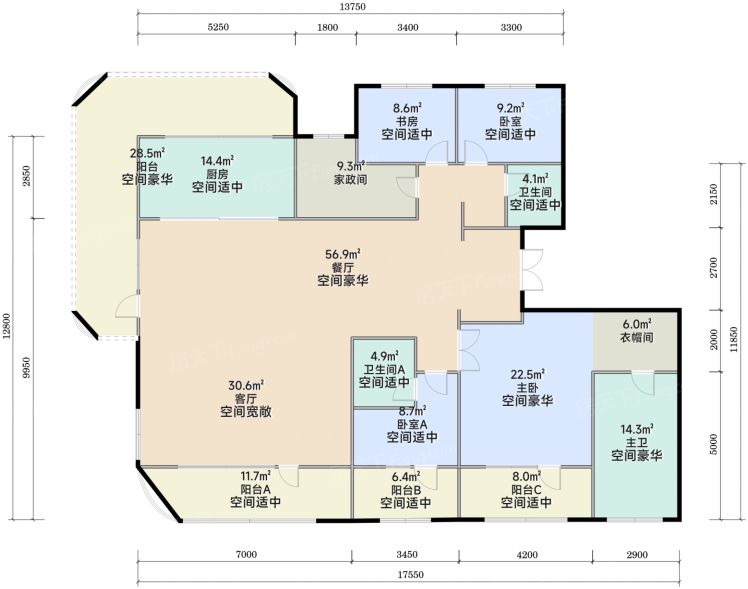 13750
5250
1800
3400
3300
8.6㎡
书房
空间适中
9.2㎡
卧室
空间适中
28.5㎡
阳台
空间豪华
14.4㎡
厨房
空间适中
9.3㎡
家政间
4.1㎡
卫生间
空间适中
2850
2150
56.9㎡
餐厅
空间豪华
2700
12800
9950
6.0㎡
衣帽间
2000
11850
4.9㎡
卫生间A
空间适中
22.5㎡
主卧
空间豪华
30.6㎡
客厅
空间宽敞
8.7㎡
卧室A
空间适中
14.3㎡
主卫
空间豪华
5000
11.7㎡
阳台A
空间适中
6.4㎡
阳台B
空间适中
8.0㎡
阳台C
空间适中
7000
3450
4200
2900
17550